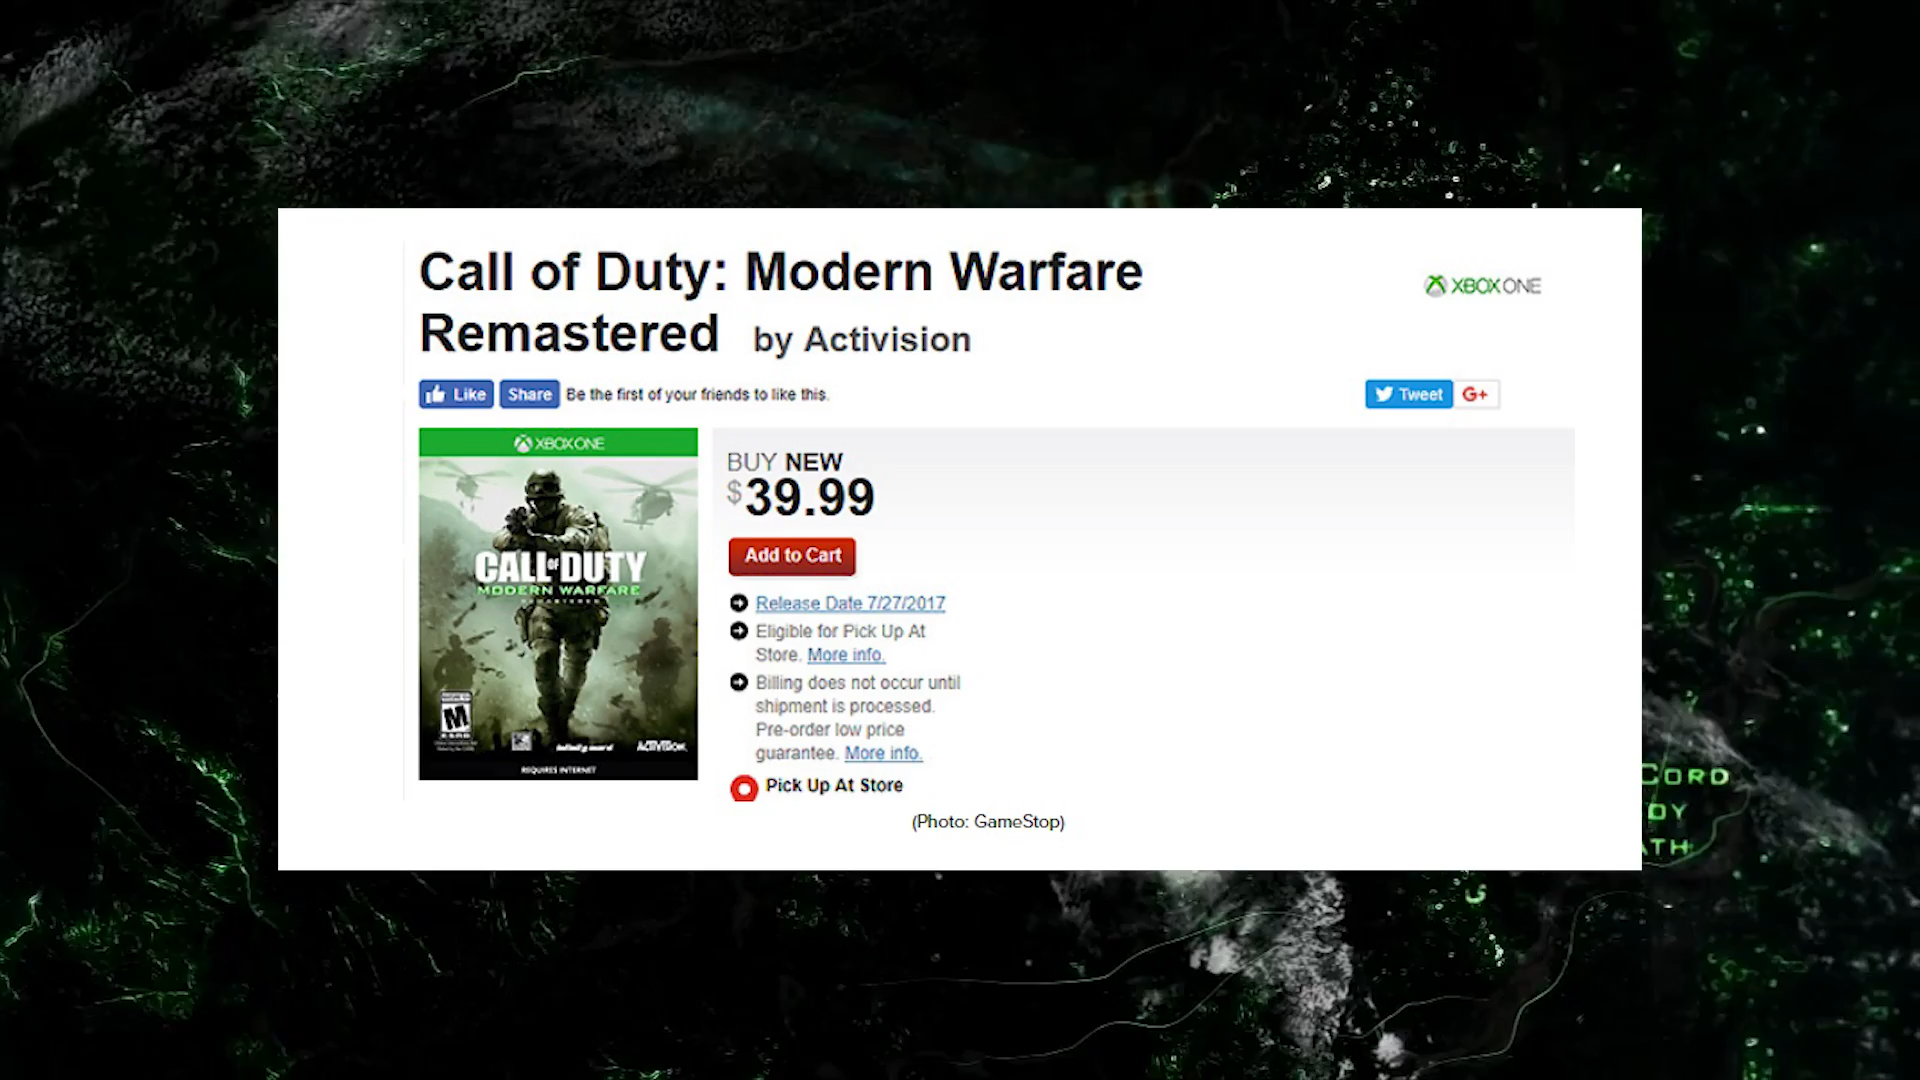 Call of Duty: Modern Warfare
Remastered by Activision
XBOX ONE
Like Share Be the first of your friends to like this.
Tweet G+
XBOX ONE
CALL OF DUTY
MODERN WARFARE
REMASTERED
M
ACTIVISION
REQUIRES INTERNET
BUY NEW
$39.99
Add to Cart
Release Date 7/27/2017
Eligible for Pick Up At
Store. More info.
Billing does not occur until
shipment is processed.
Pre-order low price
guarantee. More info.
Pick Up At Store
(Photo: GameStop)
CORD
DY
ATH